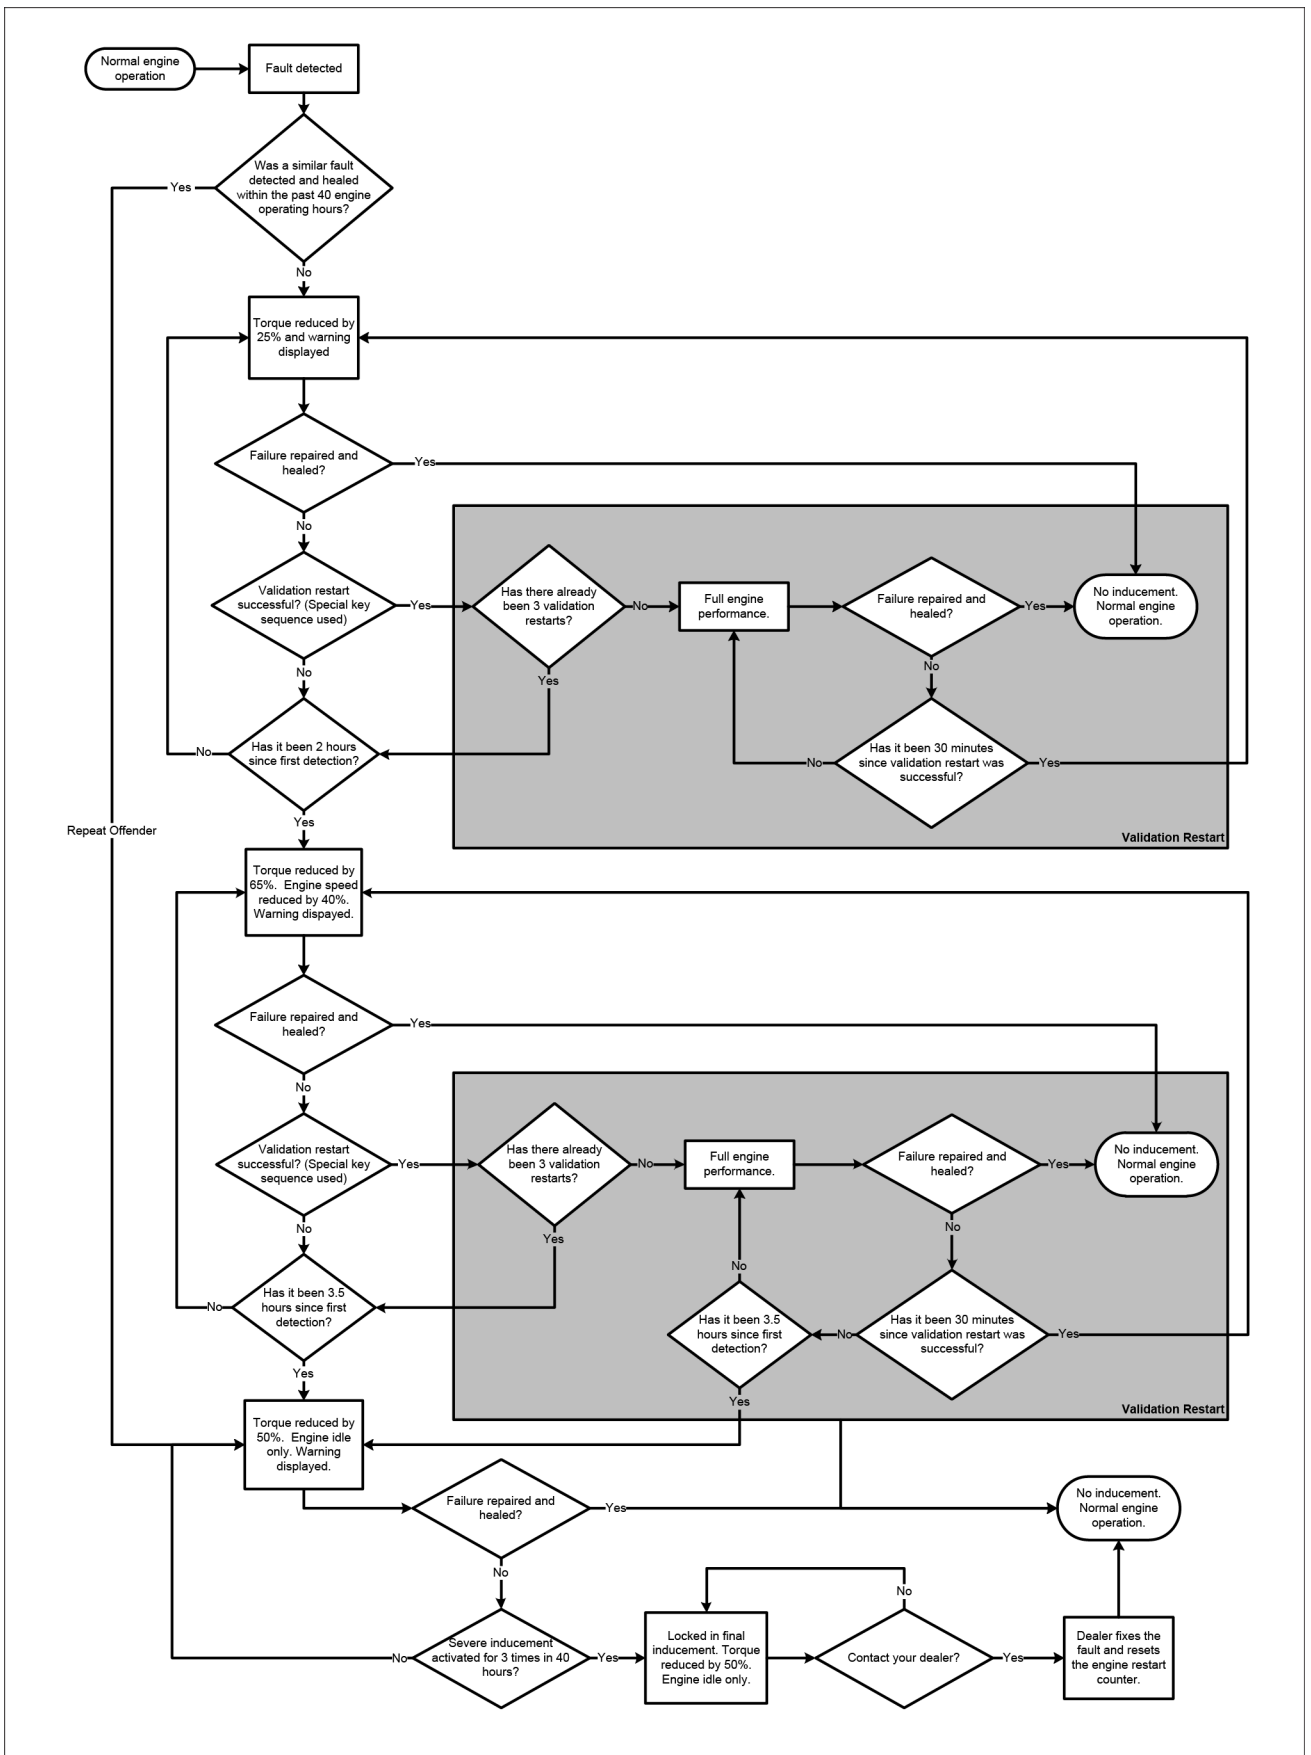 Normal engine
operation
Fault detected
Was a similar fault
detected and healed
within the past 40 engine
operating hours?
Yes
No
Torque reduced by
25% and warning
displayed
Failure repaired and
healed?
Yes
No
Validation restart
successful? (Special key
sequence used)
Yes
Has there already
been 3 validation
restarts?
No
Full engine
performance.
Failure repaired and
healed?
Yes
No inducement.
Normal engine
operation.
No
Yes
No
Has it been 2 hours
since first detection?
No
Has it been 30 minutes
since validation restart was
successful?
No
Yes
Yes
Repeat Offender
Validation Restart
Torque reduced by
65%. Engine speed
reduced by 40%.
Warning dispayed.
Failure repaired and
healed?
Yes
No
Validation restart
successful? (Special key
sequence used)
Yes
Has there already
been 3 validation
restarts?
No
Full engine
performance.
Failure repaired and
healed?
Yes
No inducement.
Normal engine
operation.
No
Yes
No
Has it been 3.5
hours since first
detection?
No
No
Has it been 3.5
hours since first
detection?
No
Has it been 30 minutes
since validation restart was
successful?
Yes
Yes
Yes
Validation Restart
Torque reduced by
50%. Engine idle
only. Warning
displayed.
Failure repaired and
healed?
Yes
No inducement.
Normal engine
operation.
No
Severe inducement
activated for 3 times in 40
hours?
No
Yes
Locked in final
inducement. Torque
reduced by 50%.
Engine idle only.
No
Contact your dealer?
Yes
Dealer fixes the
fault and resets
the engine restart
counter.